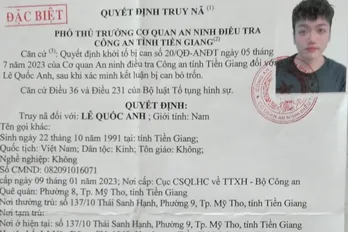 ĐẶC BIỆT
QUYẾT ĐỊNH TRUY NÃ (1)
PHÓ THỦ TRƯỞNG CƠ QUAN AN NINH ĐIỀU TRA
CÔNG AN TỈNH TIỀN GIANG (2)
Căn cứ (3): Quyết định khởi tố bị can số 20/QĐ-ANĐT ngày 05 tháng
7 năm 2023 của Cơ quan An ninh điều tra Công an tỉnh Tiền Giang đối với
Lê Quốc Anh, sau khi xác minh kết luận bị can bỏ trốn.
Căn cứ Điều 36 và Điều 231 của Bộ luật Tố tụng hình sự.
QUYẾT ĐỊNH:
Truy nã đối với: LÊ QUỐC ANH ; Giới tính: Nam
Tên gọi khác:
Sinh ngày 22 tháng 10 năm 1991 tại: tỉnh Tiền Giang;
Quốc tịch: Việt Nam; Dân tộc: Kinh; Tôn giáo: Không;
Nghề nghiệp: Không
Số CMND: 082091016071
cấp ngày 09 tháng 01 năm 2023; Nơi cấp: Cục CSQLHC về TTXH - Bộ Công an
Quê quán: Phường 8, Tp. Mỹ Tho, tỉnh Tiền Giang
Nơi thường trú: số 137/10 Thái Sanh Hạnh, Phường 9, Tp. Mỹ Tho, tỉnh Tiền Giang
Nơi tạm trú:
Nơi ở hiện tại: số 137/10 Thái Sanh Hạnh, Phường 9, Tp. Mỹ Tho, tỉnh Tiền Giang